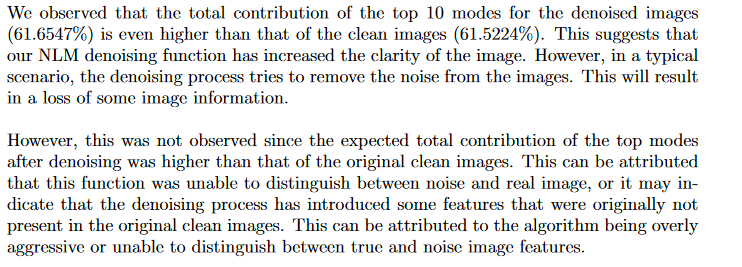 We observed that the total contribution of the top 10 modes for the denoised images
(61.6547%) is even higher than that of the clean images (61.5224%). This suggests that
our NLM denoising function has increased the clarity of the image. However, in a typical
scenario, the denoising process tries to remove the noise from the images. This will result
in a loss of some image information.
However, this was not observed since the expected total contribution of the top modes
after denoising was higher than that of the original clean images. This can be attributed
that this function was unable to distinguish between noise and real image, or it may in-
dicate that the denoising process has introduced some features that were originally not
present in the original clean images. This can be attributed to the algorithm being overly
aggressive or unable to distinguish between true and noise image features.